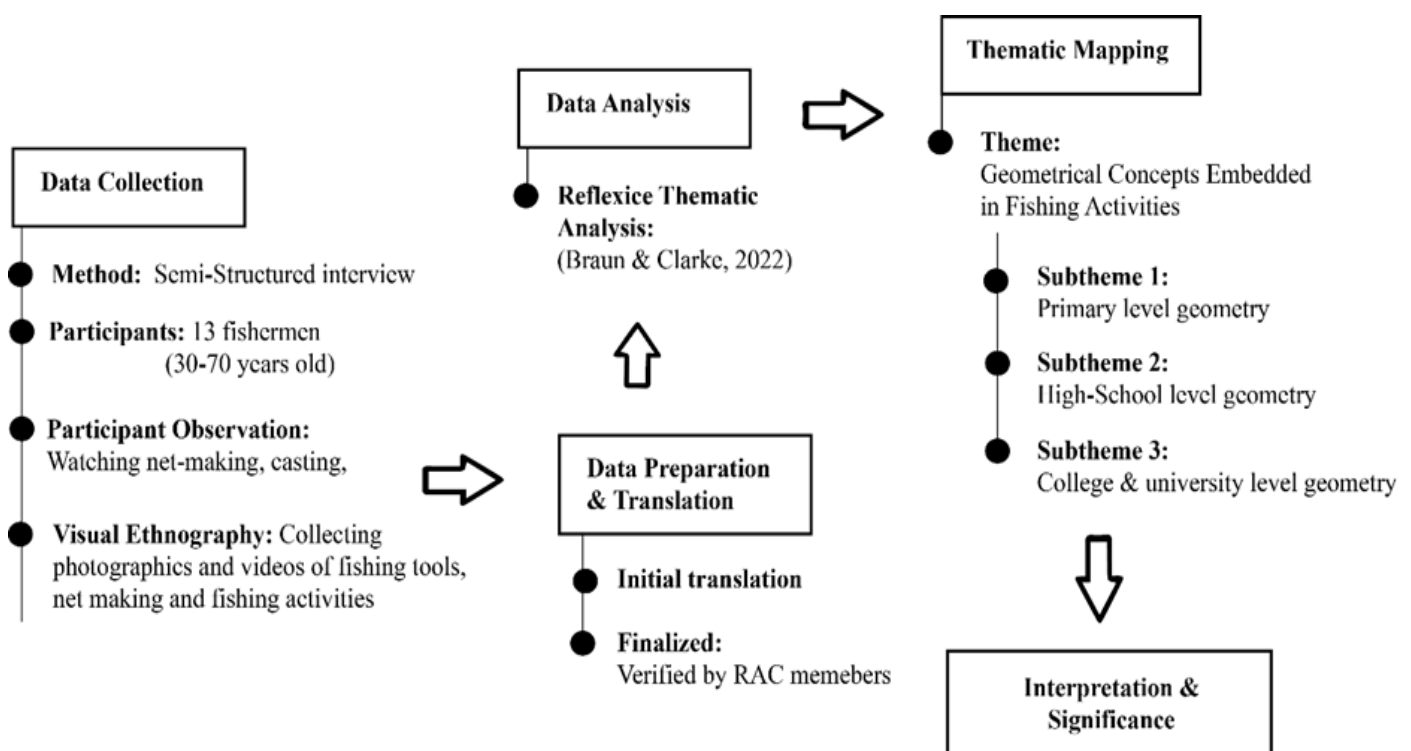 Data Collection
Method: Semi-Structured interview
Participants: 13 fishermen
(30-70 years old)
Participant Observation:
Watching net-making, casting,
Visual Ethnography: Collecting
photographics and videos of fishing tools,
net making and fishing activities
Data Preparation
& Translation
Initial translation
Finalized:
Verified by RAC memebers
Data Analysis
Reflexice Thematic
Analysis:
(Braun & Clarke, 2022)
Thematic Mapping
Theme:
Geometrical Concepts Embedded
in Fishing Activities
Subtheme 1:
Primary level geometry
Subtheme 2:
High-School level geometry
Subtheme 3:
College & university level geometry
Interpretation &
Significance